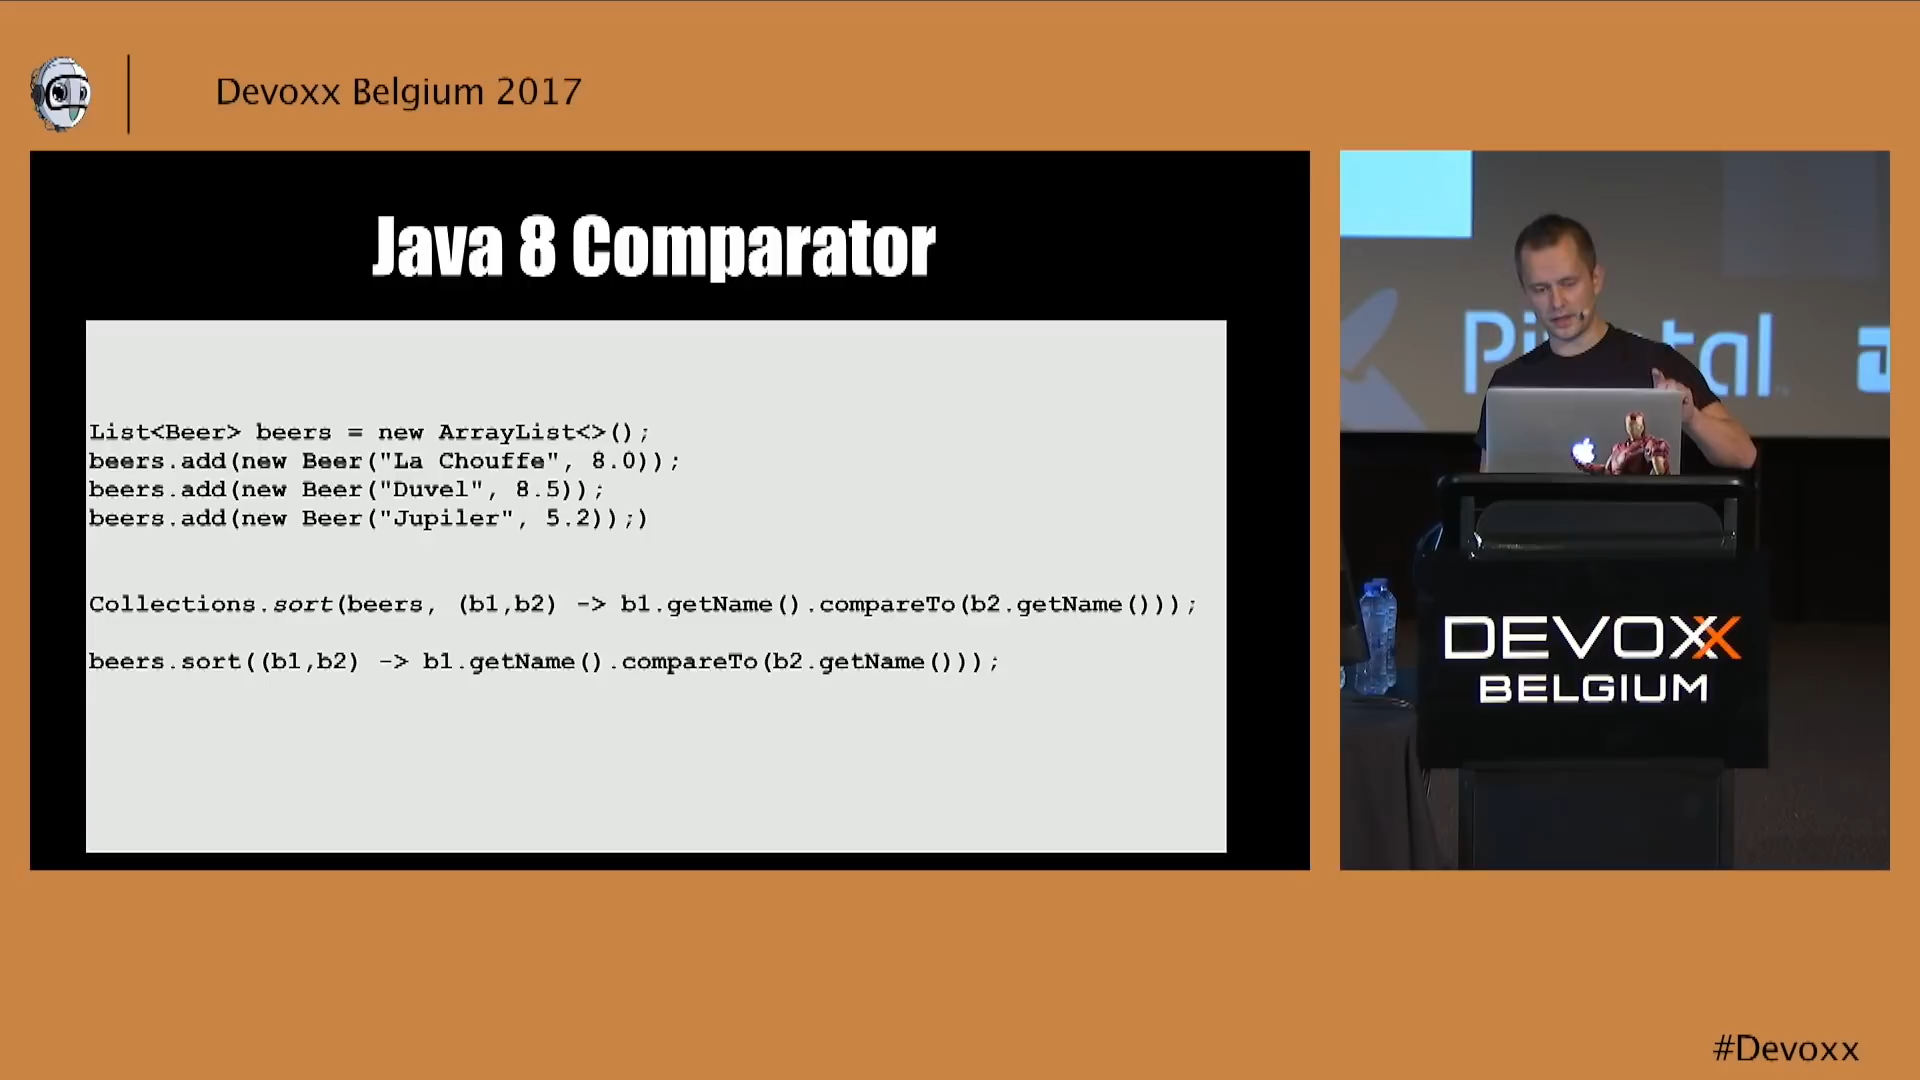 Devoxx Belgium 2017
Java 8 Comparator
List<Beer> beers = new ArrayList<>();
beers.add(new Beer("La Chouffe", 8.0));
beers.add(new Beer("Duvel", 8.5));
beers.add(new Beer("Jupiler", 5.2));)
Collections.sort(beers, (b1,b2) -> b1.getName().compareTo(b2.getName()));
beers.sort((b1,b2) -> b1.getName().compareTo(b2.getName()));
DEVOXX
BELGIUM
#Devoxx